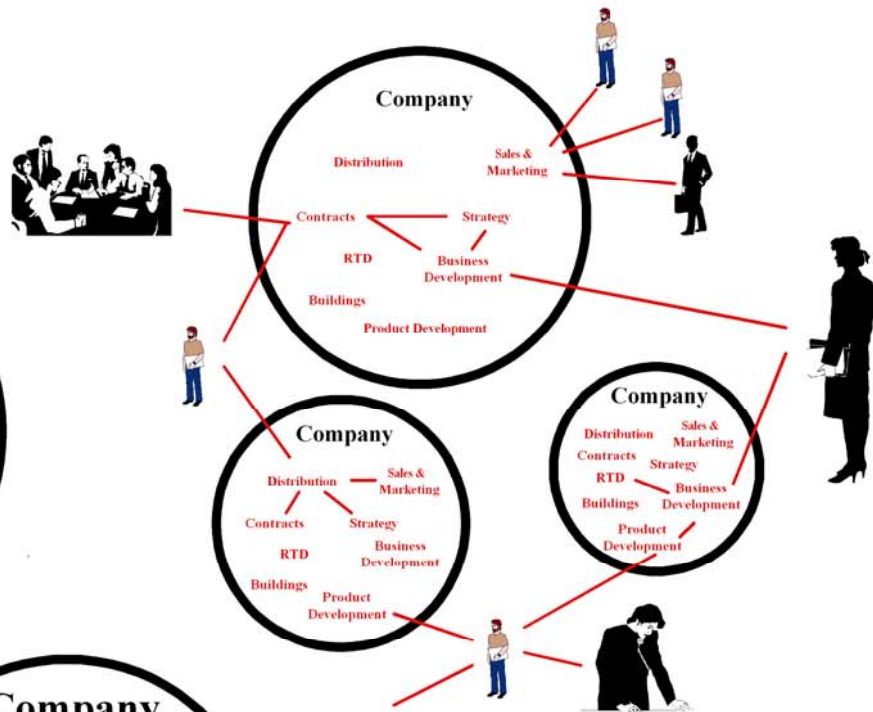 Company
Distribution
Sales &
Marketing
Contracts
Strategy
RTD
Business
Development
Buildings
Product Development
Company
Distribution
Sales &
Marketing
Contracts
Strategy
RTD
Business
Development
Buildings
Product
Development
Company
Distribution
Sales &
Marketing
Contracts
Strategy
RTD
Business
Development
Buildings
Product
Development
Company